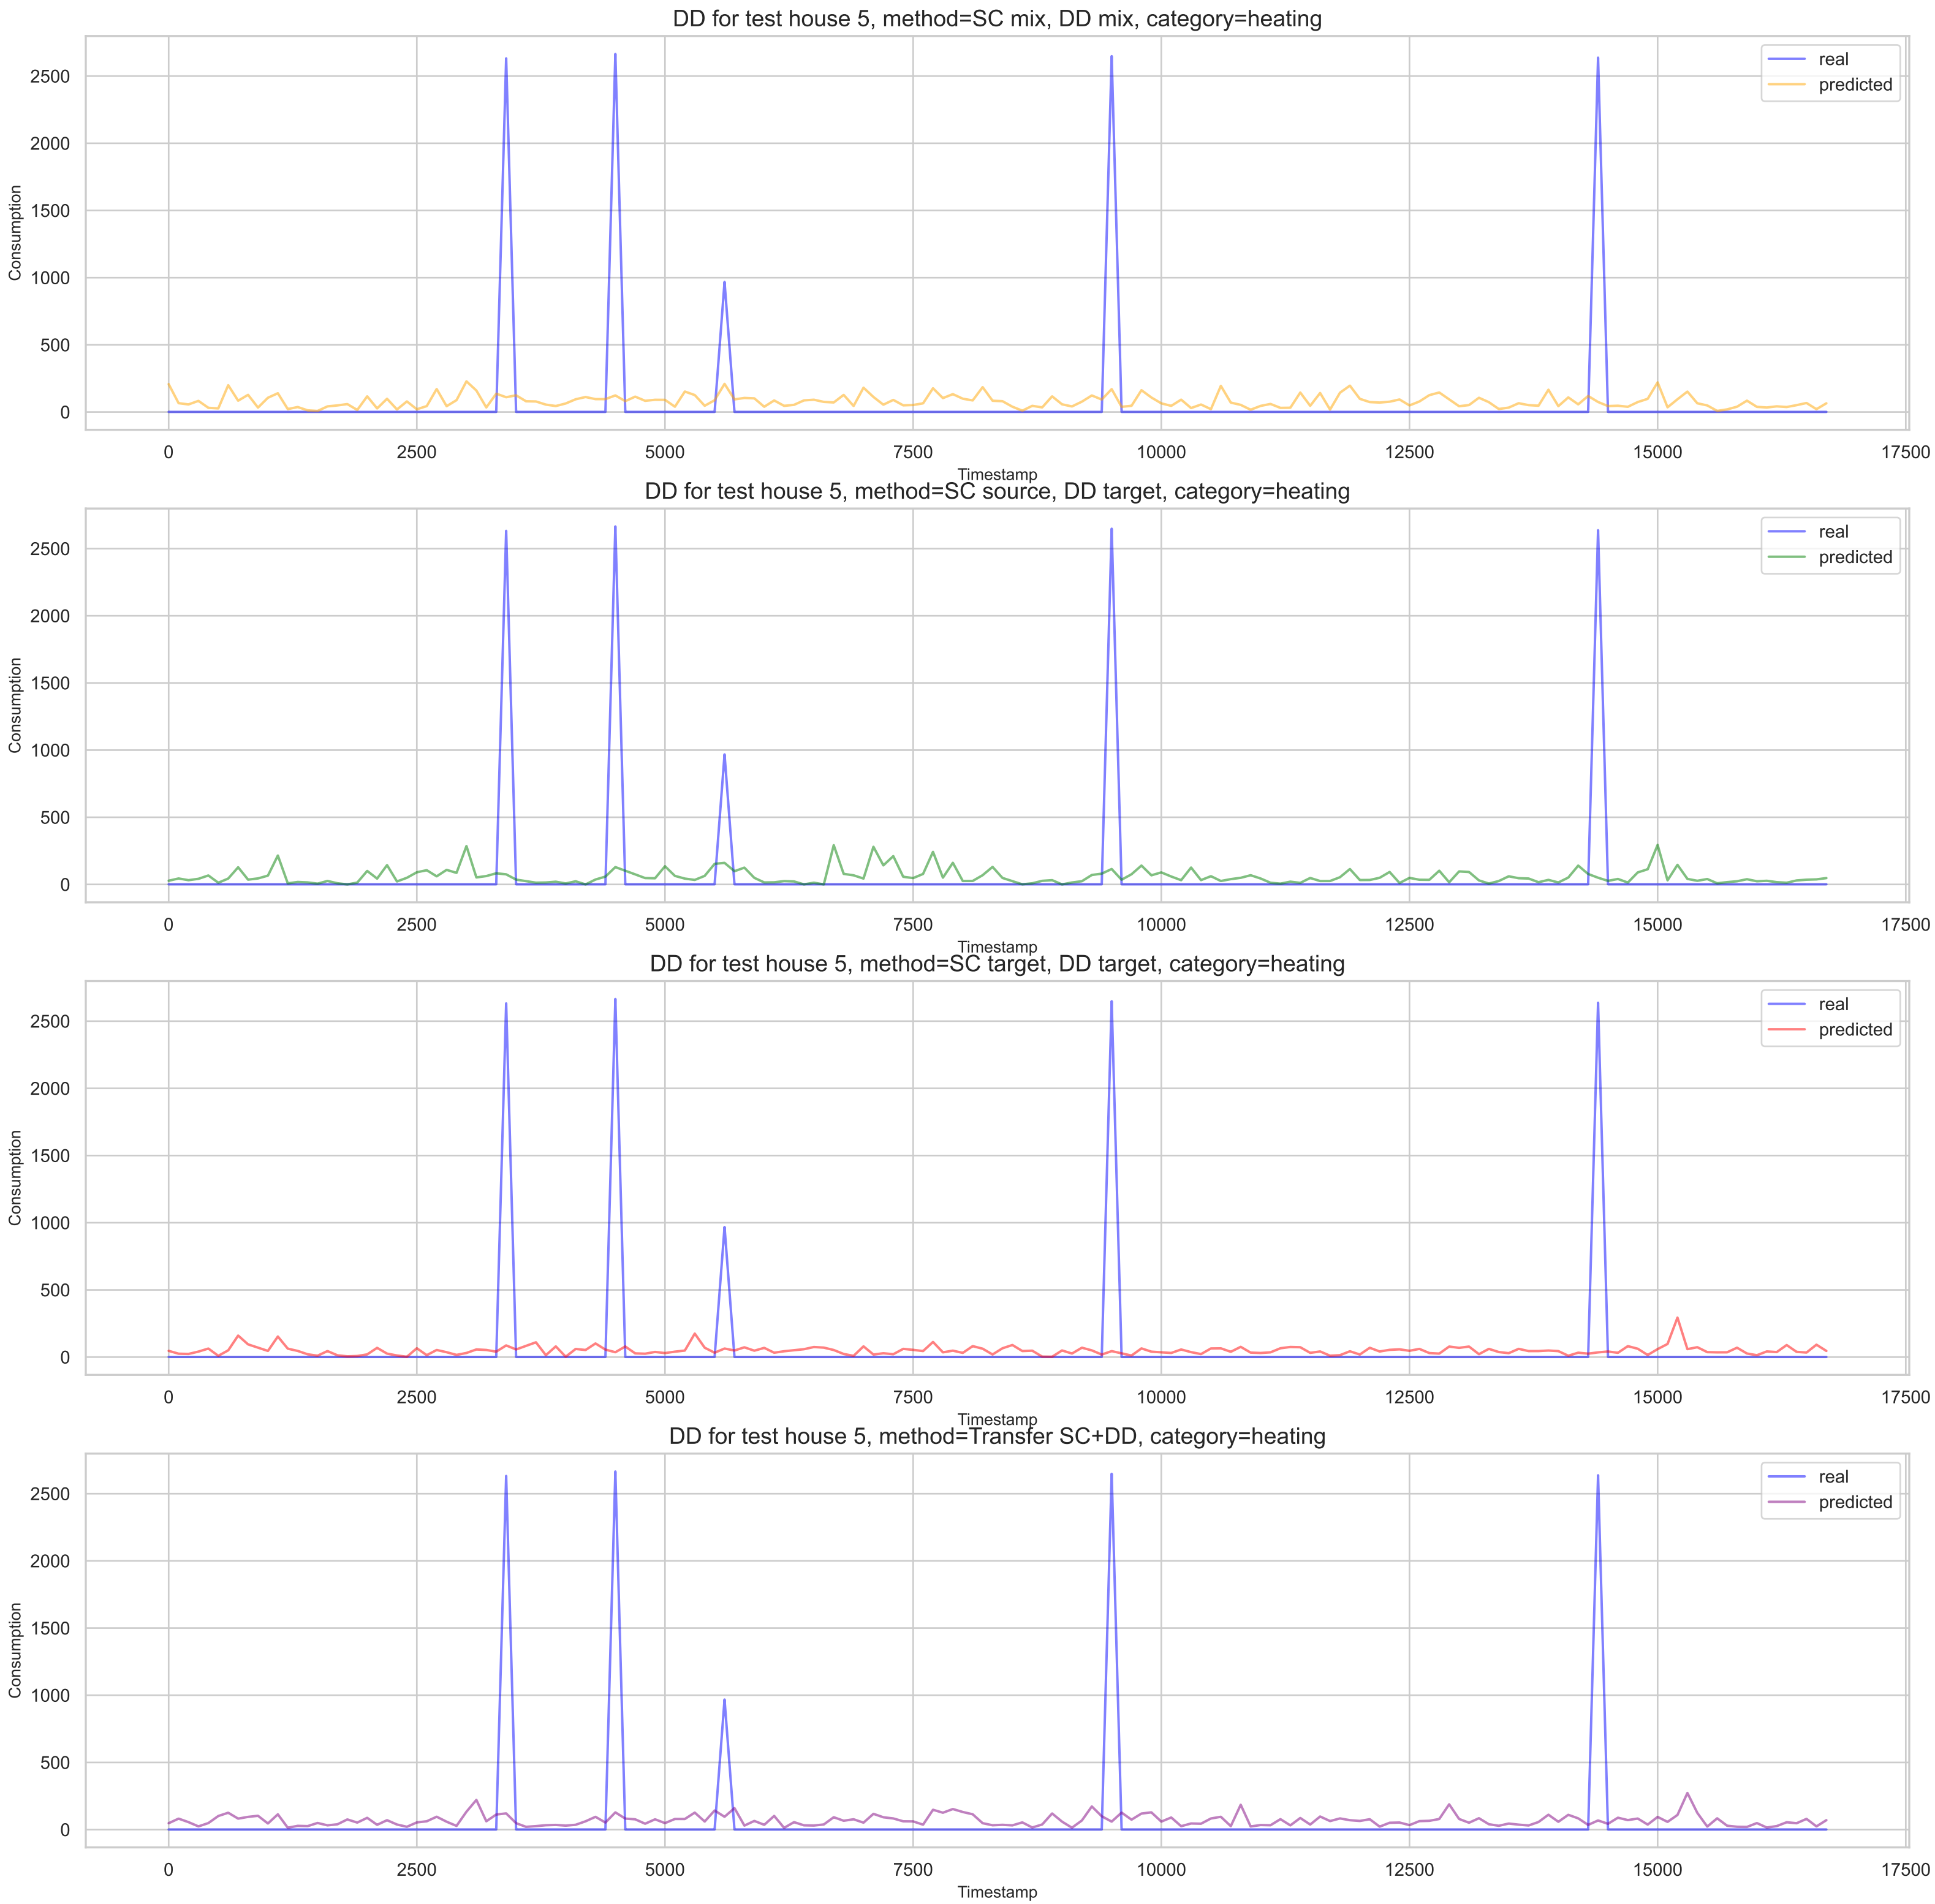 DD for test house 5, method=SC mix, DD mix, category=heating
real
predicted
Consumption
2500
2000
1500
1000
500
0
0 2500 5000 7500 10000 12500 15000 17500
Timestamp
DD for test house 5, method=SC source, DD target, category=heating
real
predicted
Consumption
2500
2000
1500
1000
500
0
0 2500 5000 7500 10000 12500 15000 17500
Timestamp
DD for test house 5, method=SC target, DD target, category=heating
real
predicted
Consumption
2500
2000
1500
1000
500
0
0 2500 5000 7500 10000 12500 15000 17500
Timestamp
DD for test house 5, method=Transfer SC+DD, category=heating
real
predicted
Consumption
2500
2000
1500
1000
500
0
0 2500 5000 7500 10000 12500 15000 17500
Timestamp